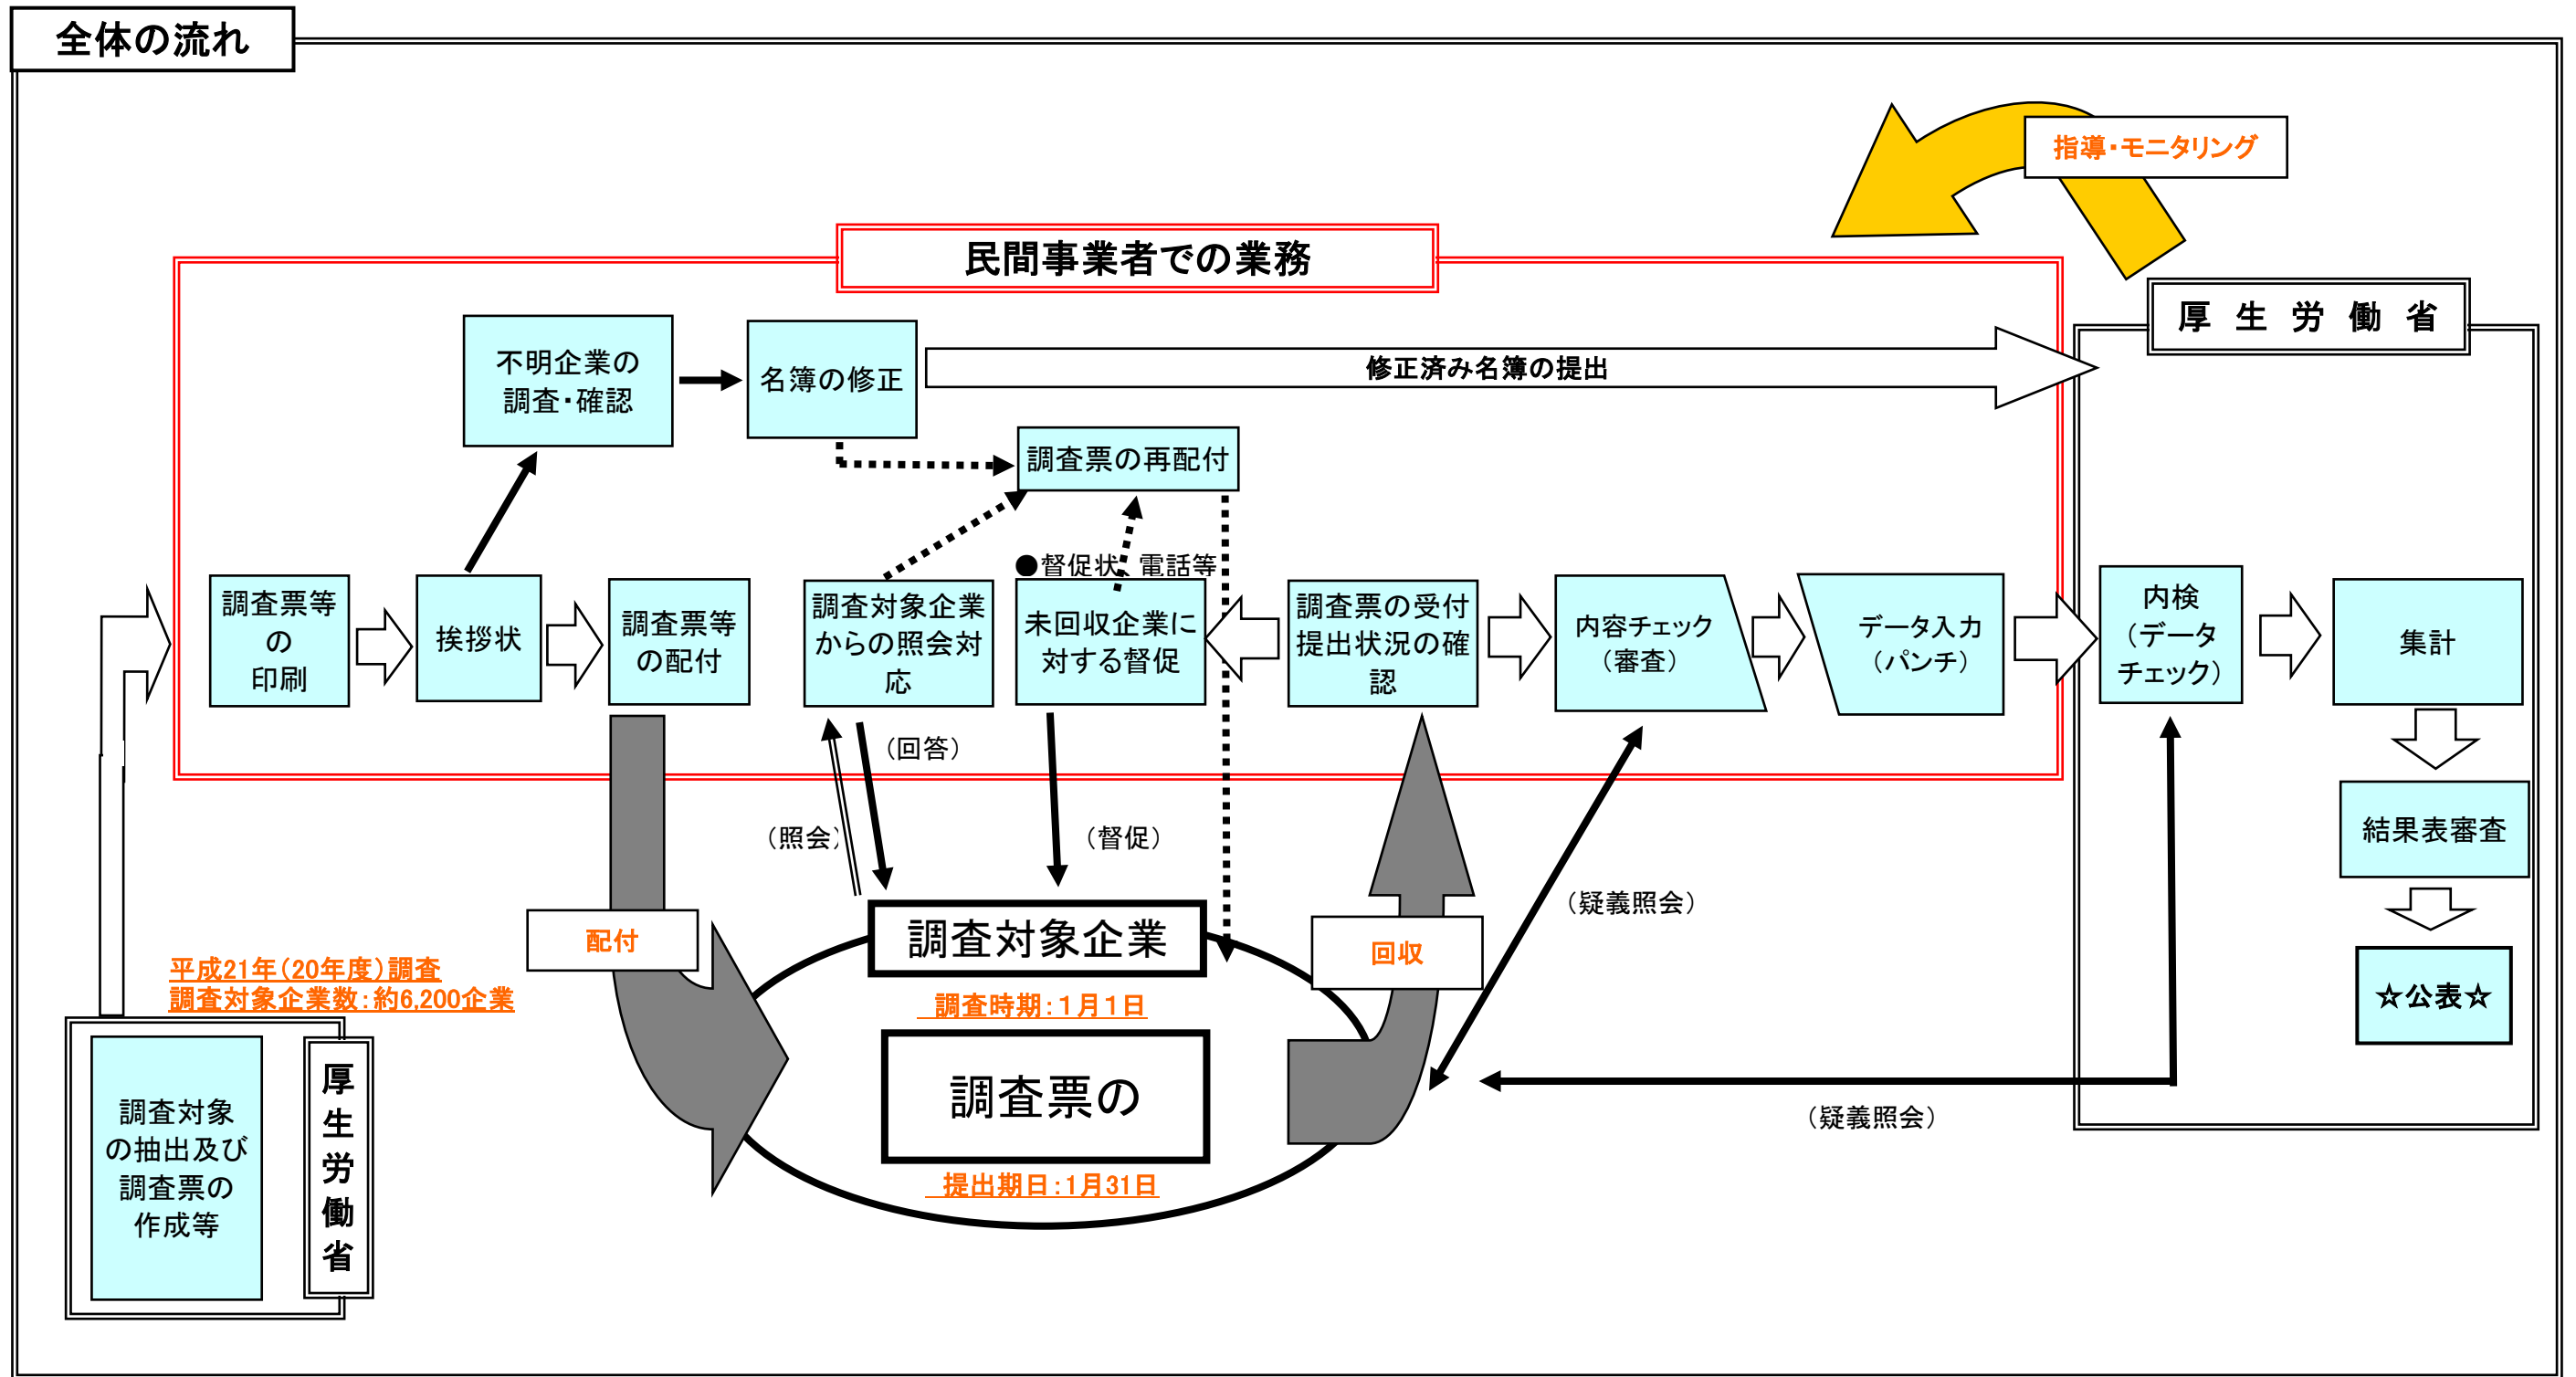 全体の流れ
指導・モニタリング
民間事業者での業務
厚生労働省
不明企業の
調査・確認
名簿の修正
修正済み名簿の提出
調査票の再配付
●督促状、電話等
調査票等
の
印刷
挨拶状
調査票等
の配付
調査対象企業
からの照会対
応
未回収企業に
対する督促
調査票の受付
提出状況の確
認
内容チェック
（審査）
データ入力
（パンチ）
内検
（データ
チェック）
集計
（回答）
（照会）
（督促）
結果表審査
（疑義照会）
調査対象企業
配付
回収
平成21年（20年度）調査
調査対象企業数：約6,200企業
調査時期：1月1日
☆公表☆
調査票の
提出期日：1月31日
（疑義照会）
調査対象
の抽出及び
調査票の
作成等
厚
生
労
働
省